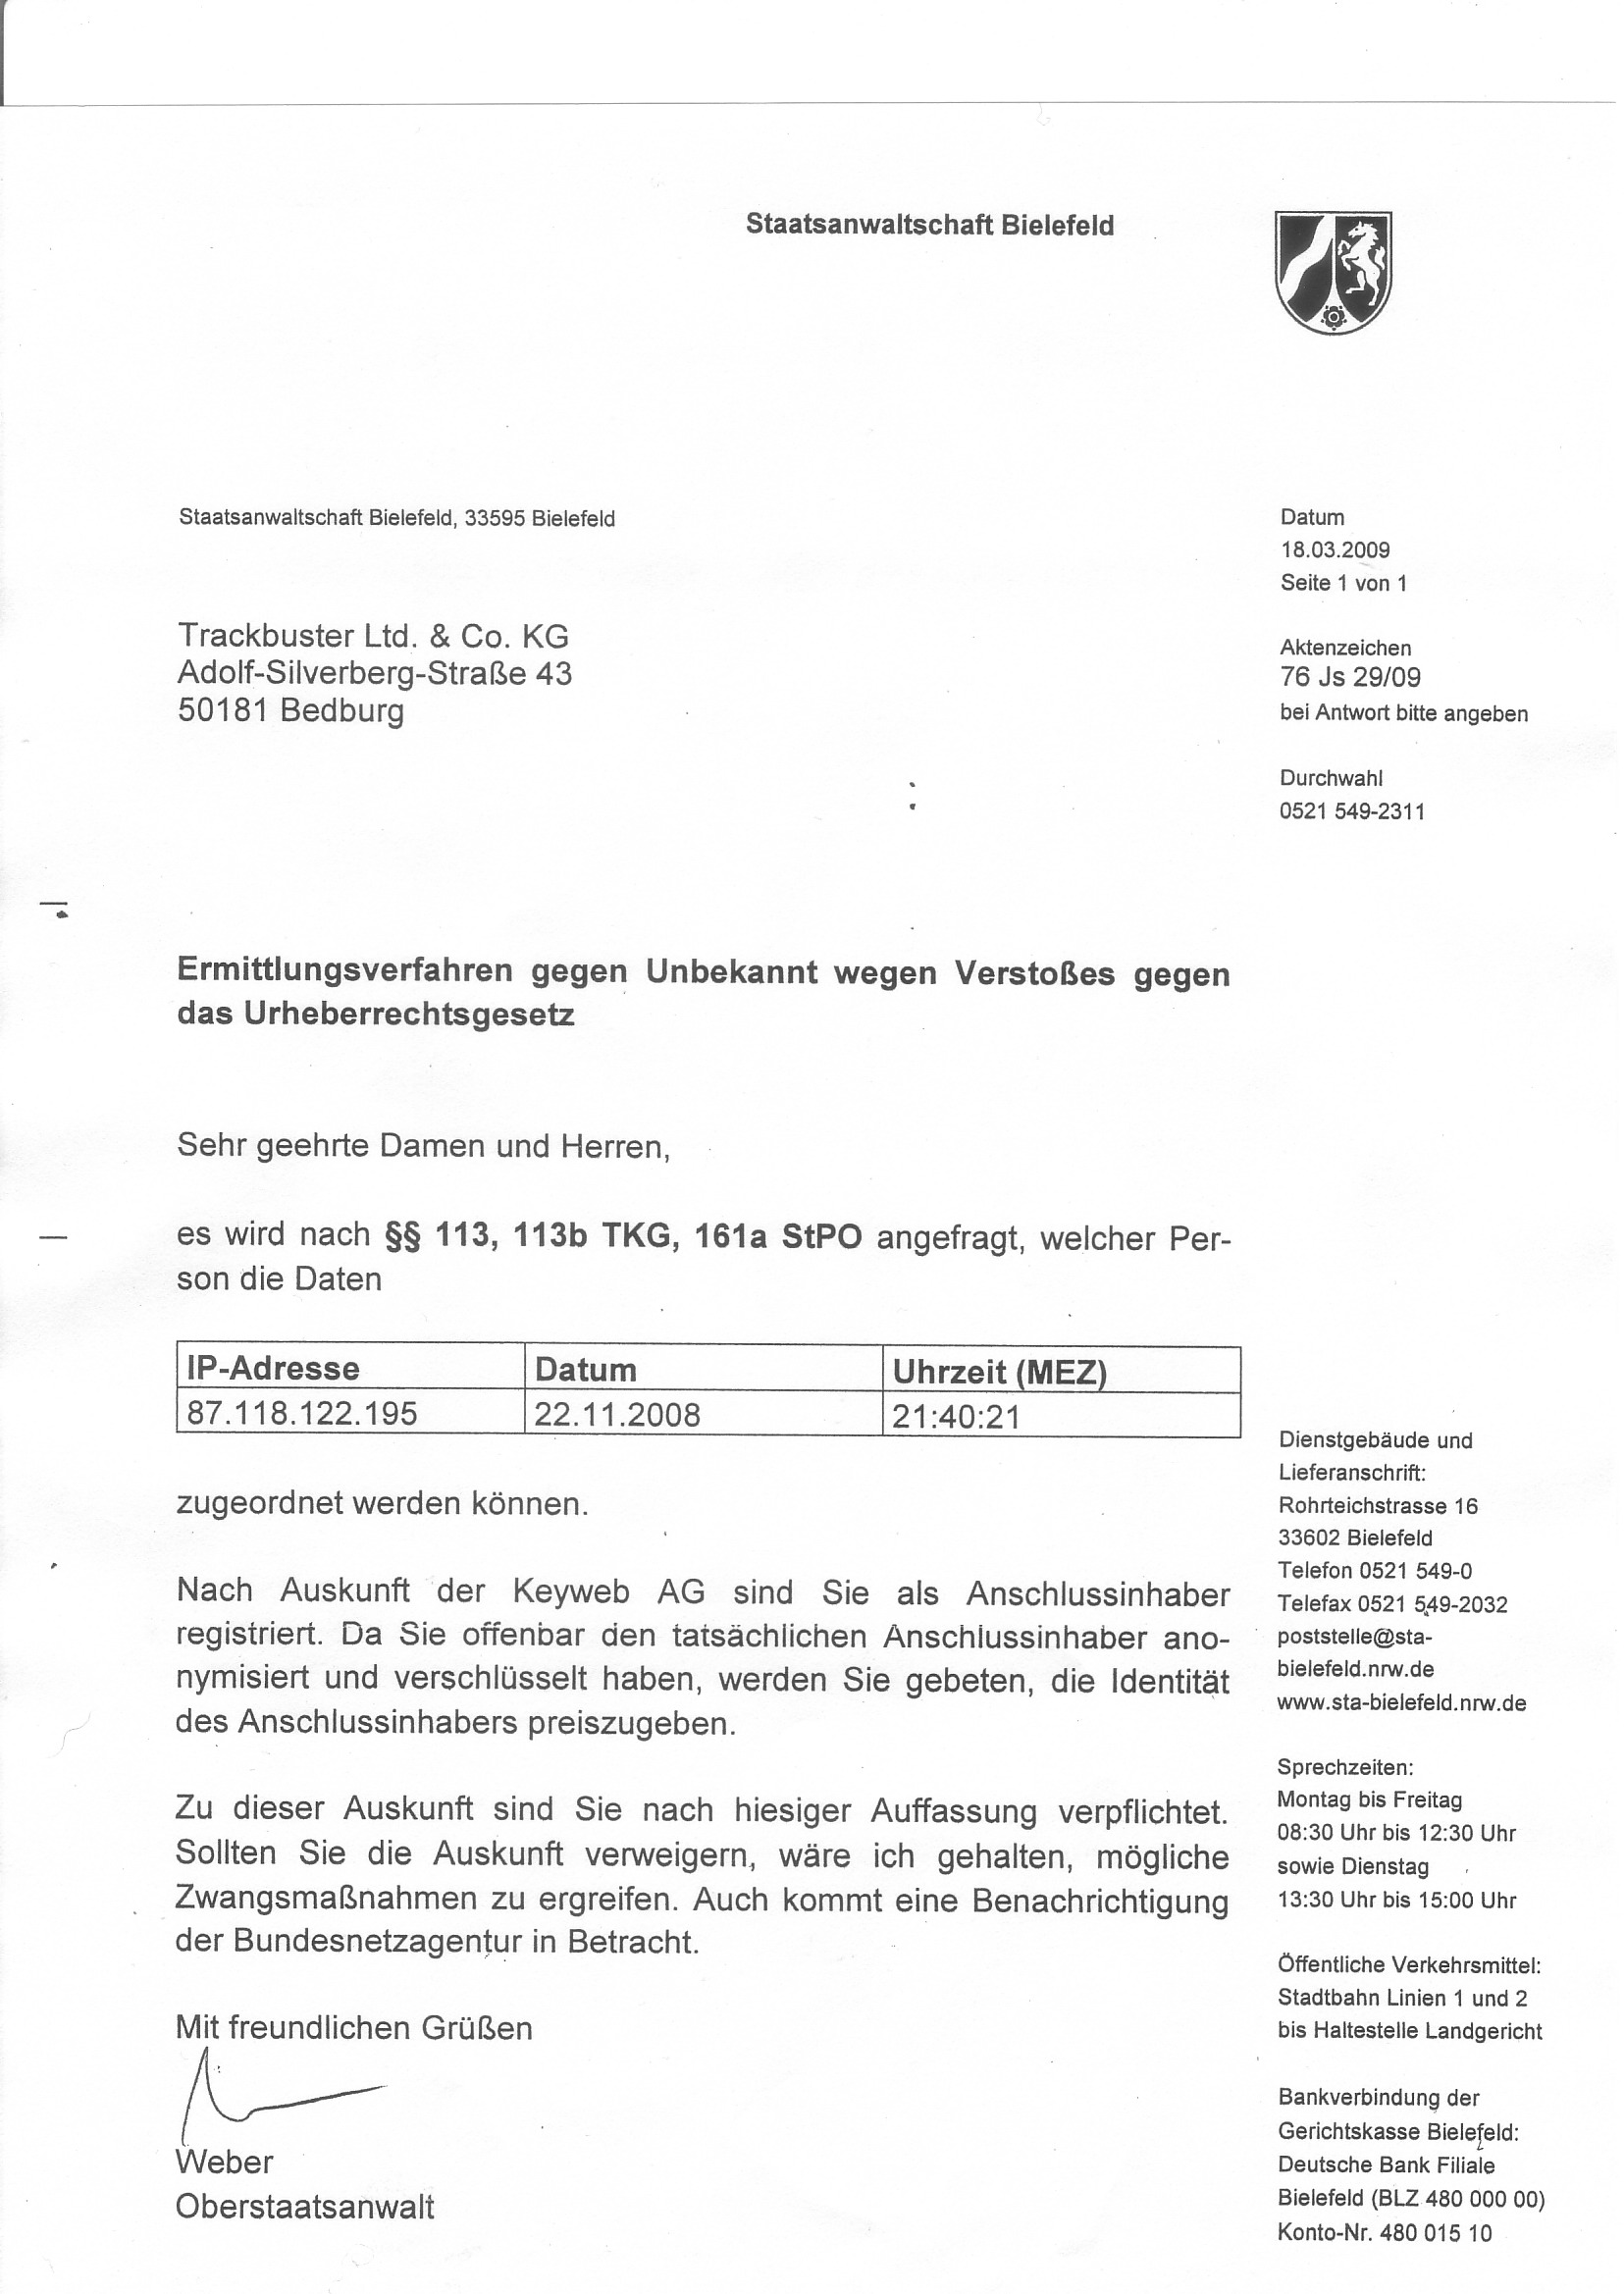 Staatsanwaltschaft Bielefeld
Staatsanwaltschaft Bielefeld, 33595 Bielefeld
Trackbuster Ltd. & Co. KG
Adolf-Silverberg-Straße 43
50181 Bedburg
Datum
18.03.2009
Seite 1 von 1
Aktenzeichen
76 Js 29/09
bei Antwort bitte angeben
Durchwahl
0521 549-2311
Ermittlungsverfahren gegen Unbekannt wegen Verstoßes gegen
das Urheberrechtsgesetz
Sehr geehrte Damen und Herren,
es wird nach §§ 113, 113b TKG, 161a StPO angefragt, welcher Per-
son die Daten
IP-Adresse Datum Uhrzeit (MEZ)
87.118.122.195 22.11.2008 21:40:21
zugeordnet werden können.
Nach Auskunft der Keyweb AG sind Sie als Anschlussinhaber
registriert. Da Sie offenbar den tatsächlichen Anschlussinhaber ano-
nymisiert und verschlüsselt haben, werden Sie gebeten, die Identität
des Anschlussinhabers preiszugeben.
Zu dieser Auskunft sind Sie nach hiesiger Auffassung verpflichtet.
Sollten Sie die Auskunft verweigern, wäre ich gehalten, mögliche
Zwangsmaßnahmen zu ergreifen. Auch kommt eine Benachrichtigung
der Bundesnetzagentur in Betracht.
Mit freundlichen Grüßen
Weber
Oberstaatsanwalt
Dienstgebäude und
Lieferanschrift:
Rohrteichstrasse 16
33602 Bielefeld
Telefon 0521 549-0
Telefax 0521 549-2032
poststelle@sta-
bielefeld.nrw.de
www.sta-bielefeld.nrw.de
Sprechzeiten:
Montag bis Freitag
08:30 Uhr bis 12:30 Uhr
sowie Dienstag
13:30 Uhr bis 15:00 Uhr
Öffentliche Verkehrsmittel:
Stadtbahn Linien 1 und 2
bis Haltestelle Landgericht
Bankverbindung der
Gerichtskasse Bielefeld:
Deutsche Bank Filiale
Bielefeld (BLZ 480 000 00)
Konto-Nr. 480 015 10